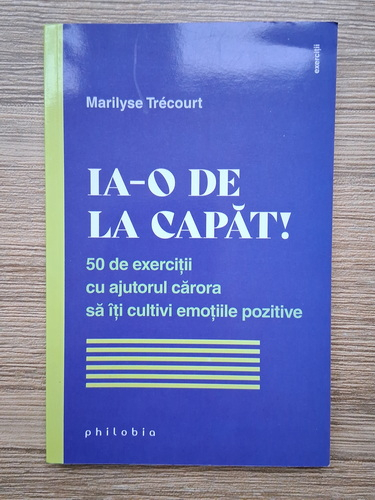 exerciții
Marilyse Trécourt
IA-O DE
LA CAPĂT!
50 de exerciții
cu ajutorul cărora
să îți cultivi emoțiile pozitive
philobia